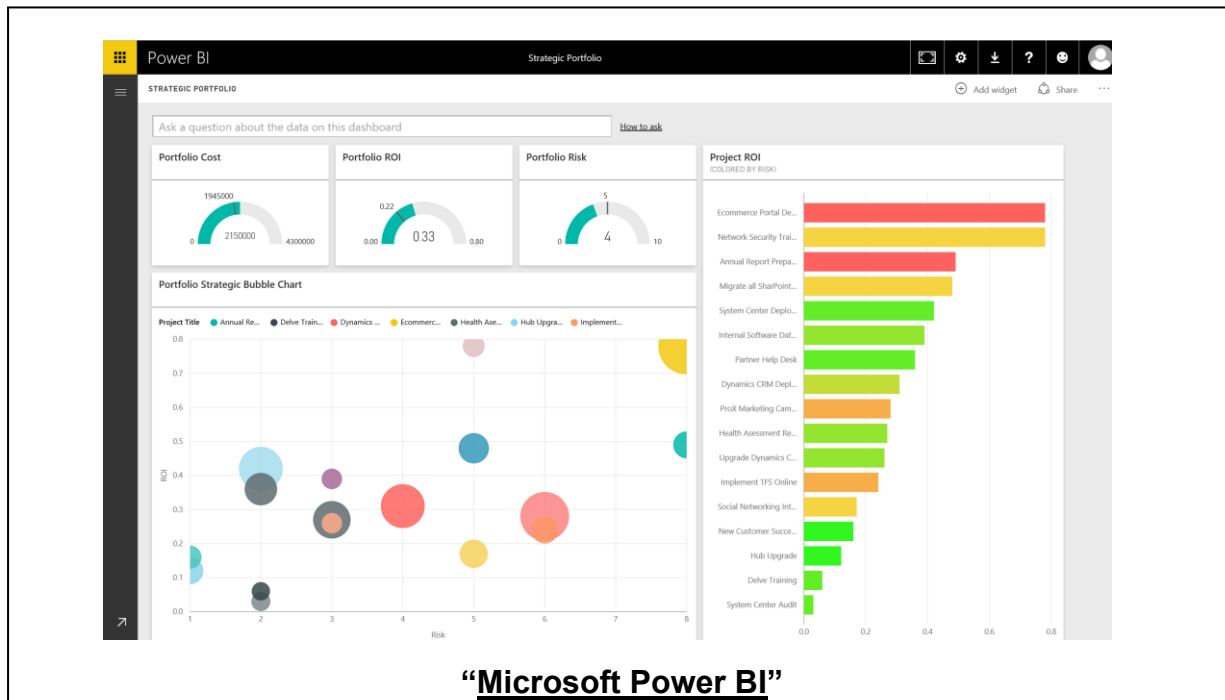 Power BI
Strategic Portfolio
?
STRATEGIC PORTFOLIO
Add widget
Share
...
Ask a question about the data on this dashboard
How to ask
Portfolio Cost
1945000
0
2150000
4300000
Portfolio ROI
0.22
0.00
0.33
0.80
Portfolio Risk
5
0
4
10
Portfolio Strategic Bubble Chart
Project Title Annual Re... Delve Train... Dynamics ... Ecommerc... Health Ase... Hub Upgra... Implement...
0.8
0.7
0.6
0.5
0.4
0.3
0.2
0.1
0.0
ROI
1 2 3 4 5 6 7 8
Risk
Project ROI
(COLORED BY RISK)
Ecommerce Portal De...
Network Security Trai...
Annual Report Prepa...
Migrate all SharPoint...
System Center Deplo...
Internal Software Dat...
Partner Help Desk
Dynamics CRM Depl...
ProX Marketing Cam...
Health Asessment Re...
Upgrade Dynamics C...
Implement TFS Online
Social Networking Int...
New Customer Succe...
Hub Upgrade
Delve Training
System Center Audit
0.0 0.2 0.4 0.6 0.8
“Microsoft Power BI”